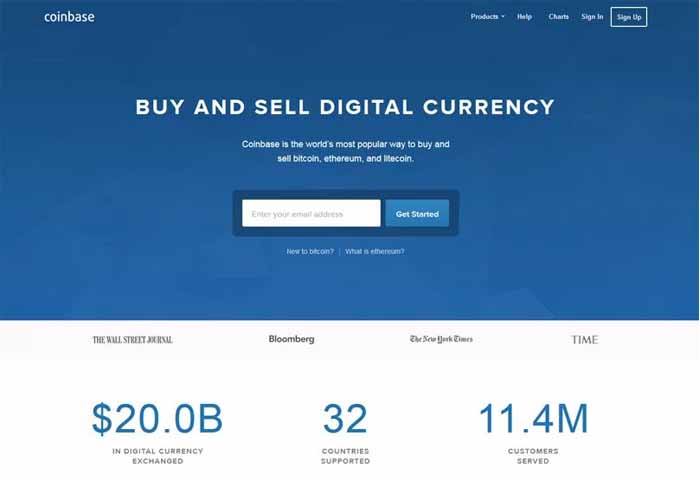 coinbase
Products Help Charts Sign In Sign Up
BUY AND SELL DIGITAL CURRENCY
Coinbase is the world's most popular way to buy and
sell bitcoin, ethereum, and litecoin.
Enter your email address Get Started
New to bitcoin? | What is ethereum?
THE WALL STREET JOURNAL Bloomberg The New York Times TIME
$20.0B 32 11.4M
IN DIGITAL CURRENCY COUNTRIES CUSTOMERS
EXCHANGED SUPPORTED SERVED